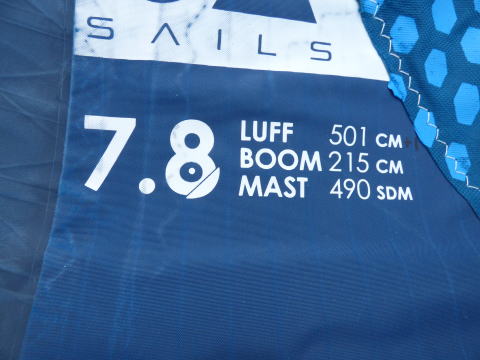 SAILS
7.8
LUFF 501 CM
BOOM 215 CM
MAST 490 SDM